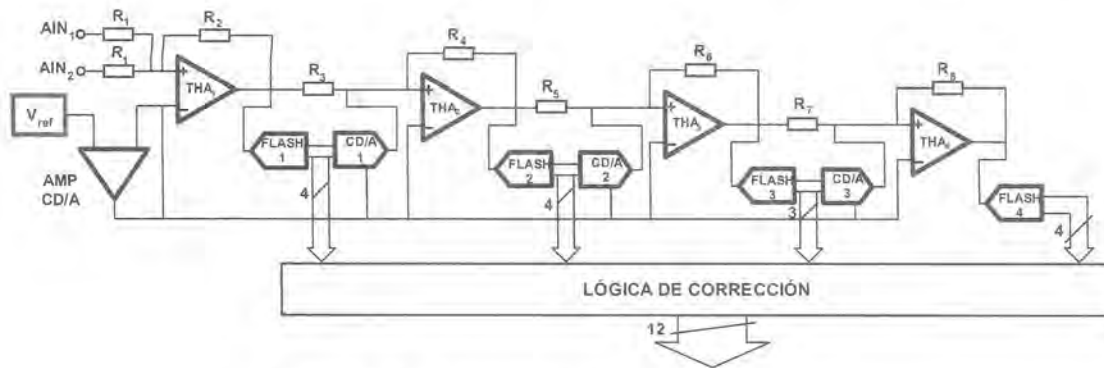 AIN1
R1
R2
AIN2
R1
THA1
Vref
AMP
CD/A
R3
FLASH
1
CD/A
1
4
R4
THA2
R5
FLASH
2
CD/A
2
4
R6
THA3
R7
FLASH
3
CD/A
3
3
R8
THA4
FLASH
4
4
LÓGICA DE CORRECCIÓN
12